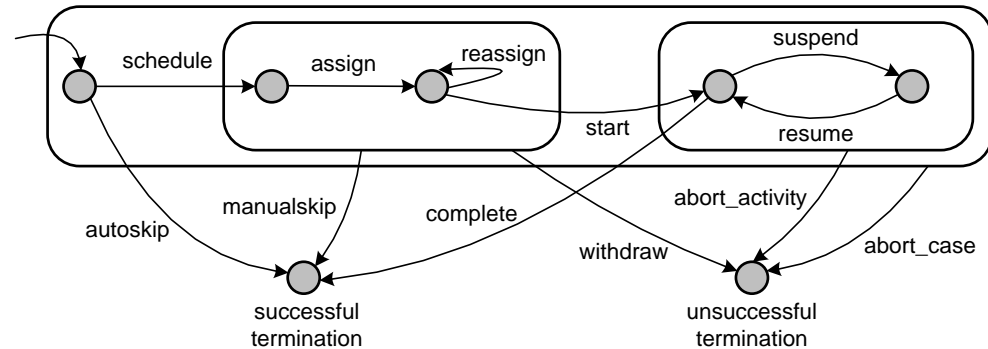 suspend
reassign
schedule
assign
start
resume
manualskip
complete
abort_activity
autoskip
withdraw
abort_case
successful
termination
unsuccessful
termination